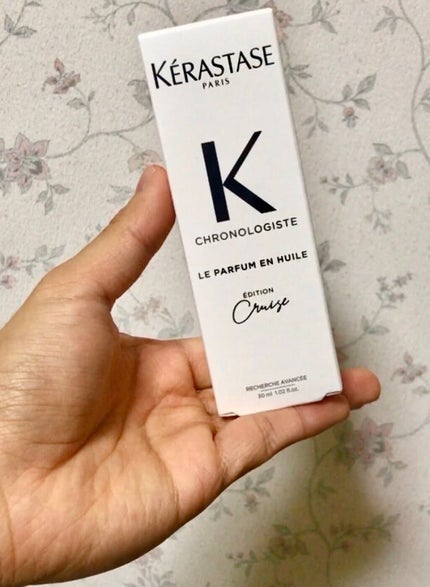 KÉRASTASE
PARIS
K
CHRONOLOGISTE
LE PARFUM EN HUILE
ÉDITION
Cruise
RECHERCHE AVANCÉE
30 ml 1.02 fl.oz.